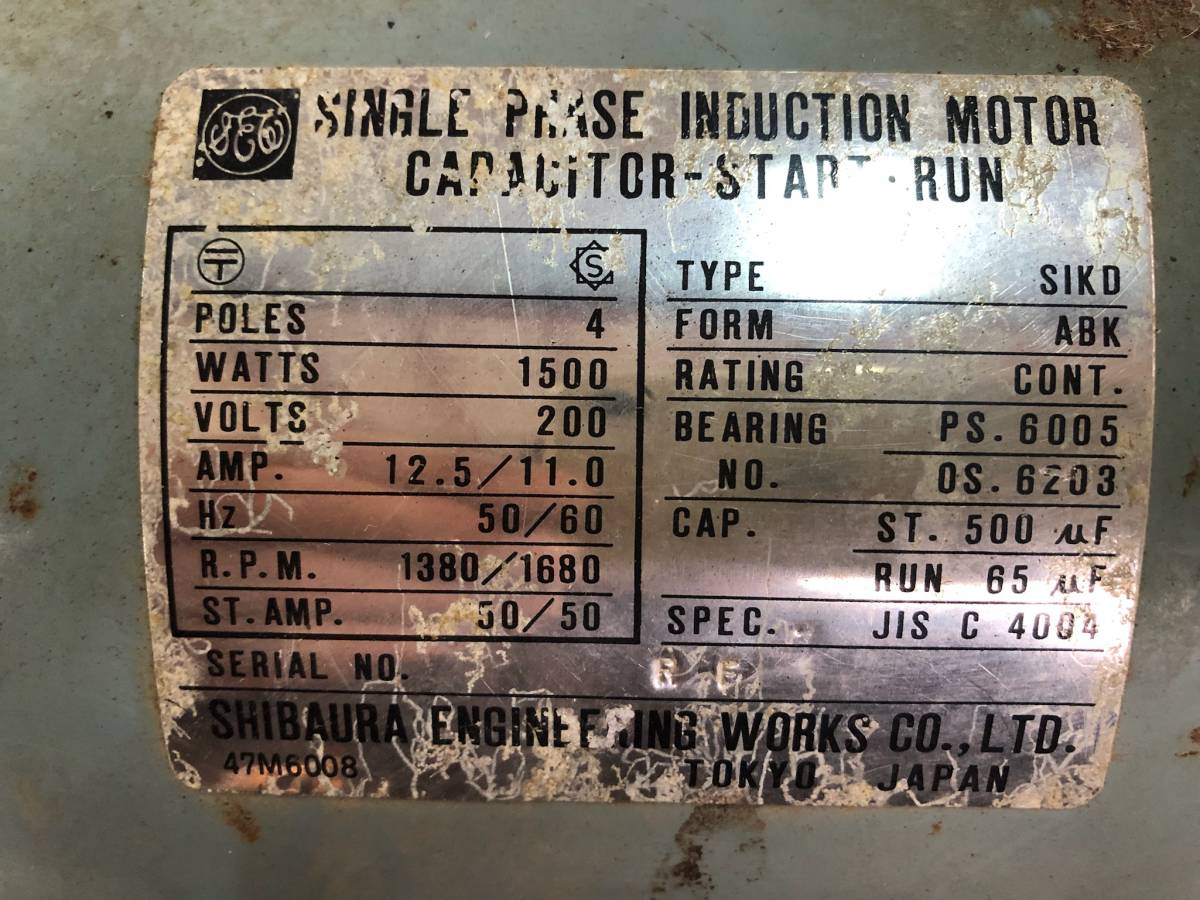 SINGLE PHASE INDUCTION MOTOR
CAPACITOR-START · RUN
POLES 4
WATTS 1500
VOLTS 200
AMP. 12.5/11.0
Hz 50/60
R.P.M. 1380/1680
ST. AMP. 50/50
TYPE SIKD
FORM ABK
RATING CONT.
BEARING PS. 6005
NO. OS. 6203
CAP. ST. 500 μF
RUN 65 μF
SPEC. JIS C 4004
SERIAL NO. R F
SHIBAURA ENGINEERING WORKS CO., LTD.
47M6008 TOKYO JAPAN